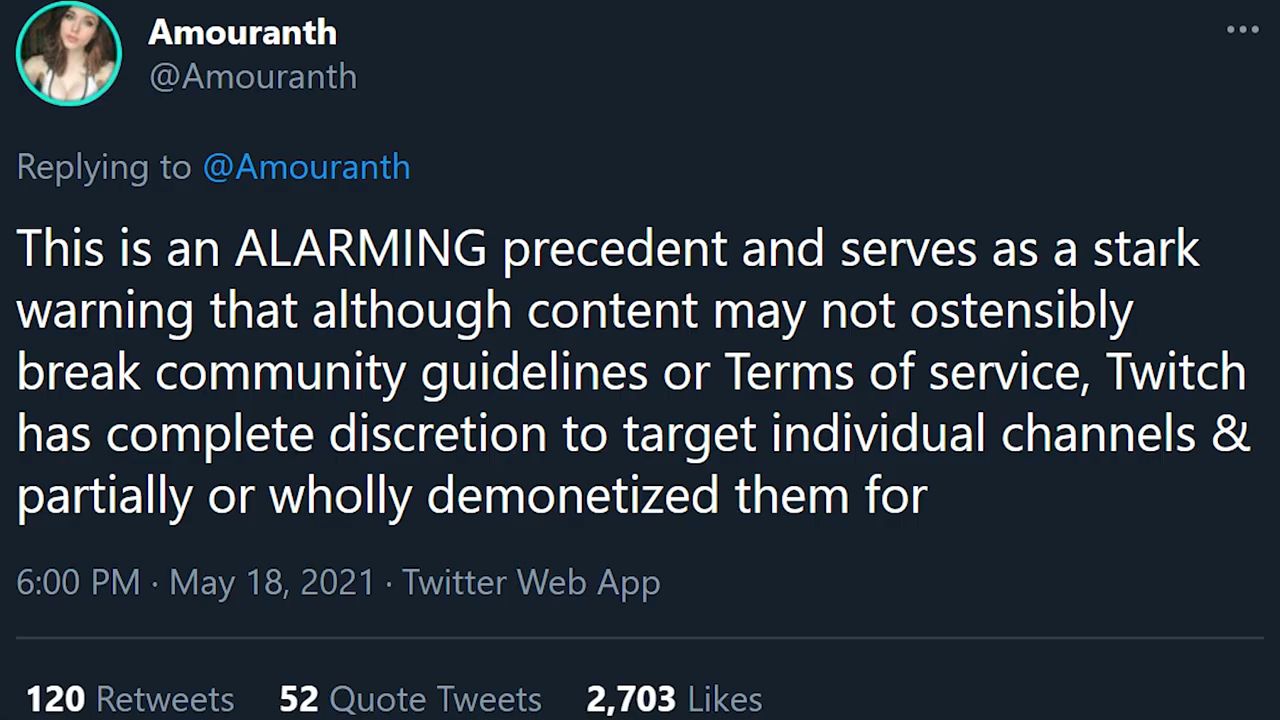 Amouranth
@Amouranth
Replying to @Amouranth
This is an ALARMING precedent and serves as a stark
warning that although content may not ostensibly
break community guidelines or Terms of service, Twitch
has complete discretion to target individual channels &
partially or wholly demonetized them for
6:00 PM · May 18, 2021 · Twitter Web App
120 Retweets 52 Quote Tweets 2,703 Likes